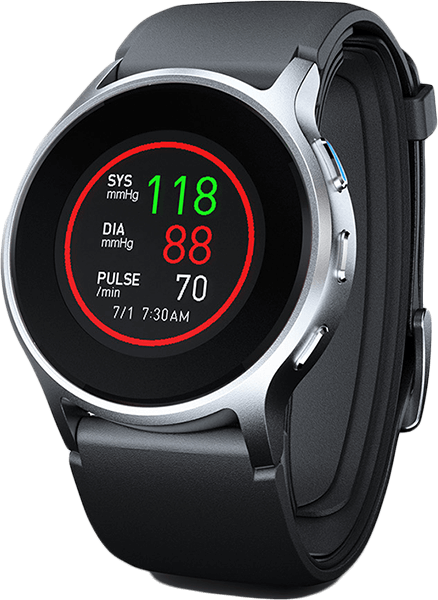 SYS 118
mmHg
DIA 88
mmHg
PULSE 70
/min
7/1 7:30AM